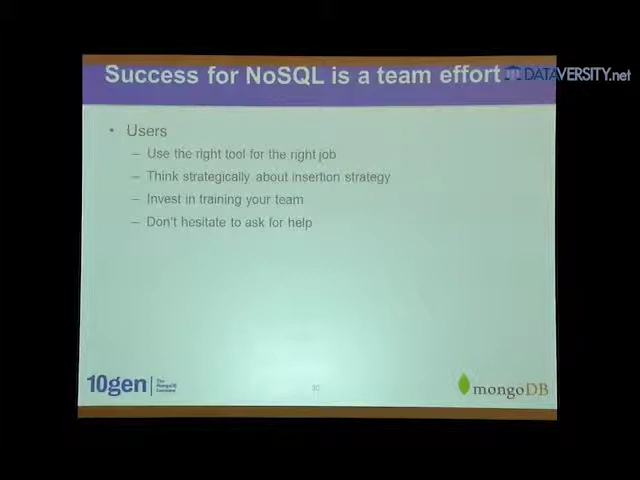 Success for NoSQL is a team effort
DATAVERSITY.net
• Users
– Use the right tool for the right job
– Think strategically about insertion strategy
– Invest in training your team
– Don't hesitate to ask for help
10gen
The
MongoDB
Company
30
mongoDB